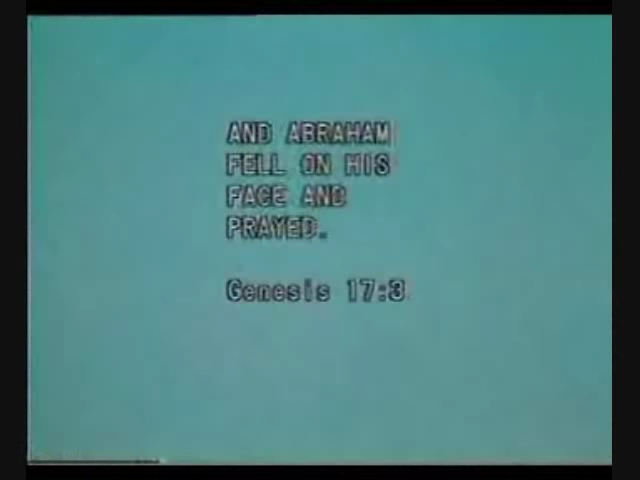 AND ABRAHAM
FELL ON HIS
FACE AND
PRAYED.
Genesis 17:3